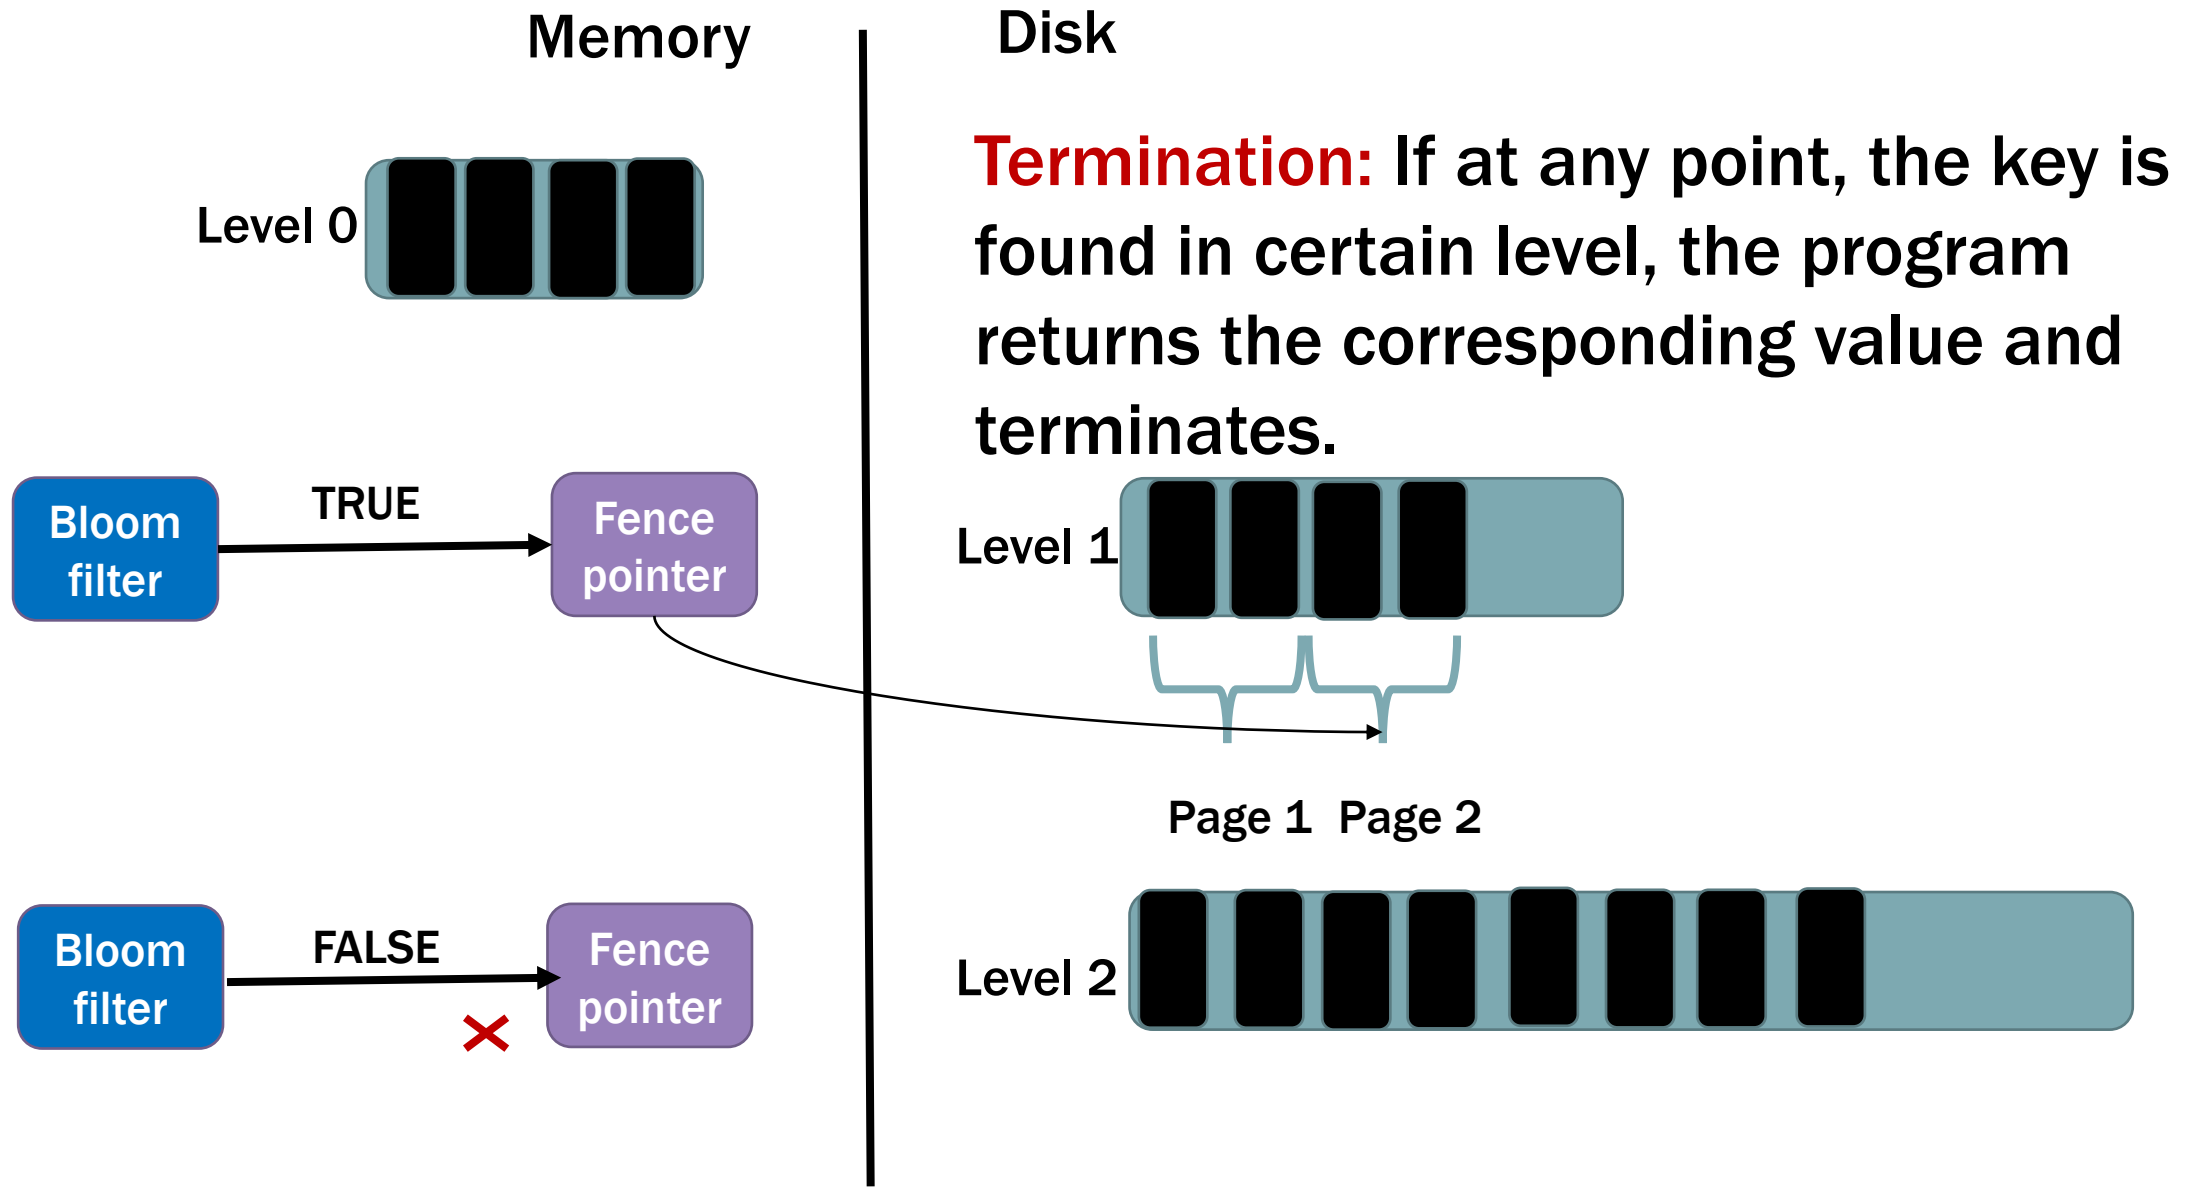 Memory
Disk
Termination: If at any point, the key is
found in certain level, the program
returns the corresponding value and
terminates.
Level 0
Bloom
filter
TRUE
Fence
pointer
Level 1
Page 1 Page 2
Bloom
filter
FALSE
Fence
pointer
Level 2